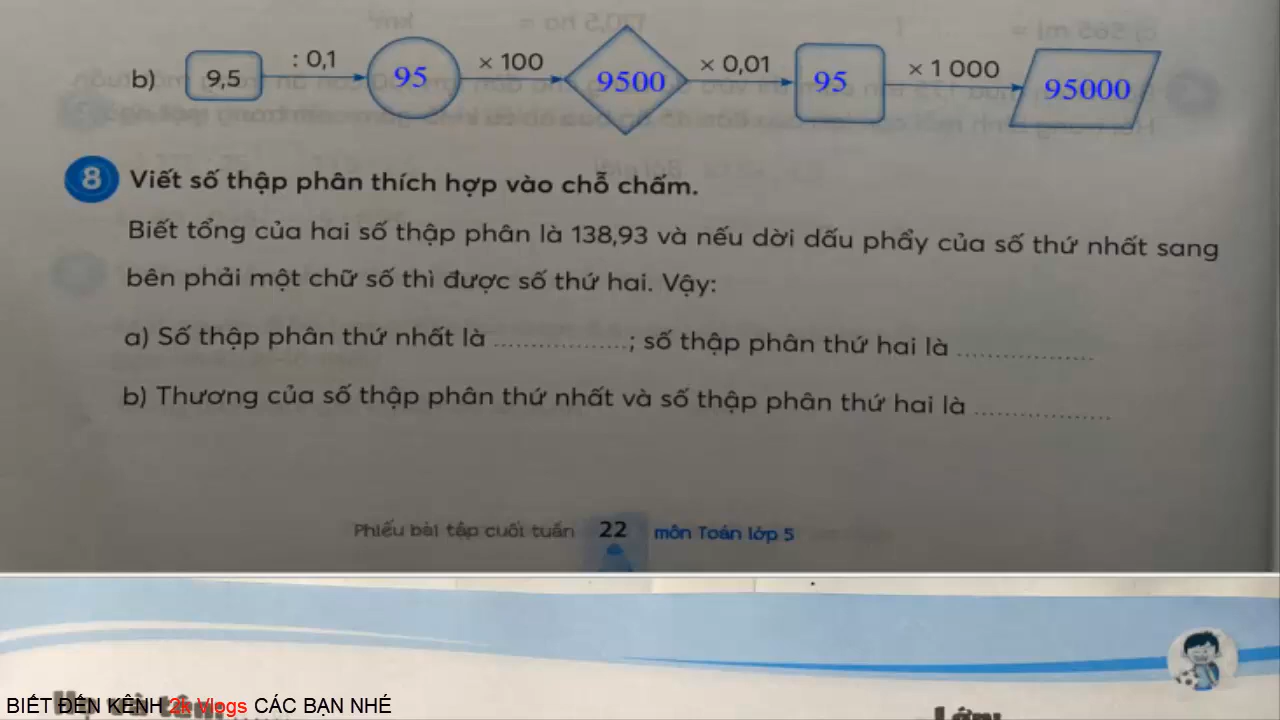 b) 9,5 : 0,1 95 × 100 9500 × 0,01 95 × 1 000 95000
8 Viết số thập phân thích hợp vào chỗ chấm.
Biết tổng của hai số thập phân là 138,93 và nếu dời dấu phẩy của số thứ nhất sang
bên phải một chữ số thì được số thứ hai. Vậy:
a) Số thập phân thứ nhất là ..................; số thập phân thứ hai là ..................
b) Thương của số thập phân thứ nhất và số thập phân thứ hai là ..................
Phiếu bài tập cuối tuần 22 môn Toán lớp 5
Lớp:
BIẾT ĐẾN KÊNH 2k Vlogs CÁC BẠN NHÉ